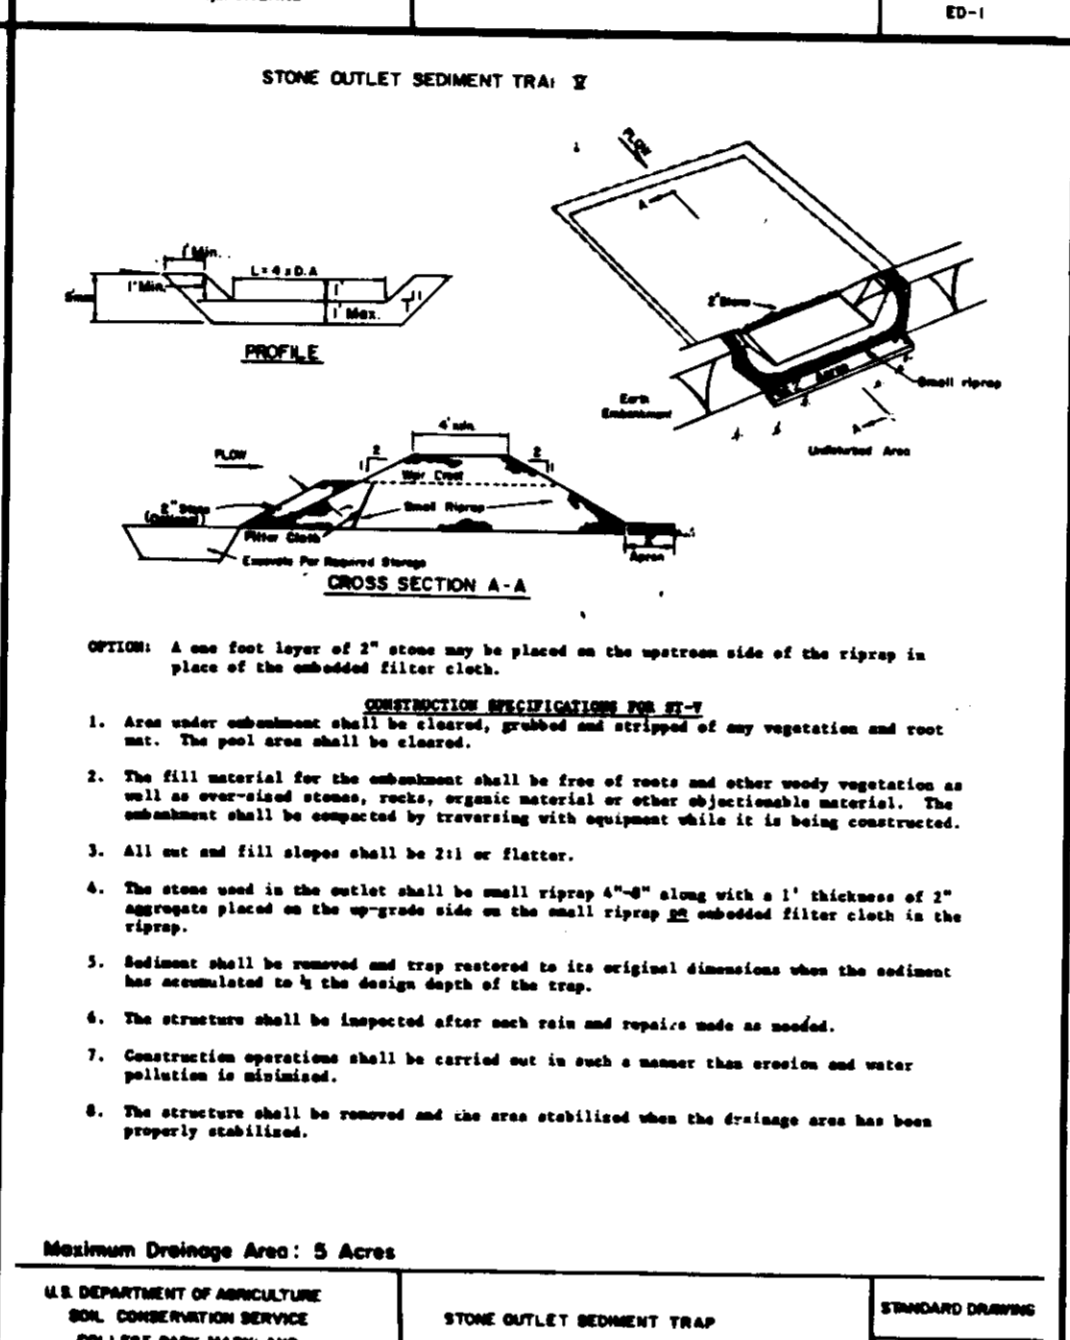 ED-1
STONE OUTLET SEDIMENT TRAP V
FLOW
A
2" Stone
Apron
Small riprap
Earth
Embankment
A
Undisturbed Area
1' Min.
L = 4 x D.A
1' Min.
1'
5' max
1' Max.
1
1
PROFILE
4' min.
FLOW
2
1
2
1
Weir Crest
2" Stone
(Optional)
Small Riprap
Filter Cloth
Excavate For Required Storage
Apron
CROSS SECTION A-A
OPTION: A one foot layer of 2" stone may be placed on the upstream side of the riprap in
place of the embedded filter cloth.
CONSTRUCTION SPECIFICATIONS FOR ST-V
1. Area under embankment shall be cleared, grubbed and stripped of any vegetation and root
mat. The pool area shall be cleared.
2. The fill material for the embankment shall be free of roots and other woody vegetation as
well as over-sized stones, rocks, organic material or other objectionable material. The
embankment shall be compacted by traversing with equipment while it is being constructed.
3. All cut and fill slopes shall be 2:1 or flatter.
4. The stone used in the outlet shall be small riprap 4"-8" along with a 1' thickness of 2"
aggregate placed on the up-grade side on the small riprap OR embedded filter cloth in the
riprap.
5. Sediment shall be removed and trap restored to its original dimensions when the sediment
has accumulated to ½ the design depth of the trap.
6. The structure shall be inspected after each rain and repairs made as needed.
7. Construction operations shall be carried out in such a manner than erosion and water
pollution is minimized.
8. The structure shall be removed and the area stabilized when the drainage area has been
properly stabilized.
Maximum Drainage Area: 5 Acres
U.S. DEPARTMENT OF AGRICULTURE
SOIL CONSERVATION SERVICE
COLLEGE PARK MARYLAND
STONE OUTLET SEDIMENT TRAP
STANDARD DRAWING